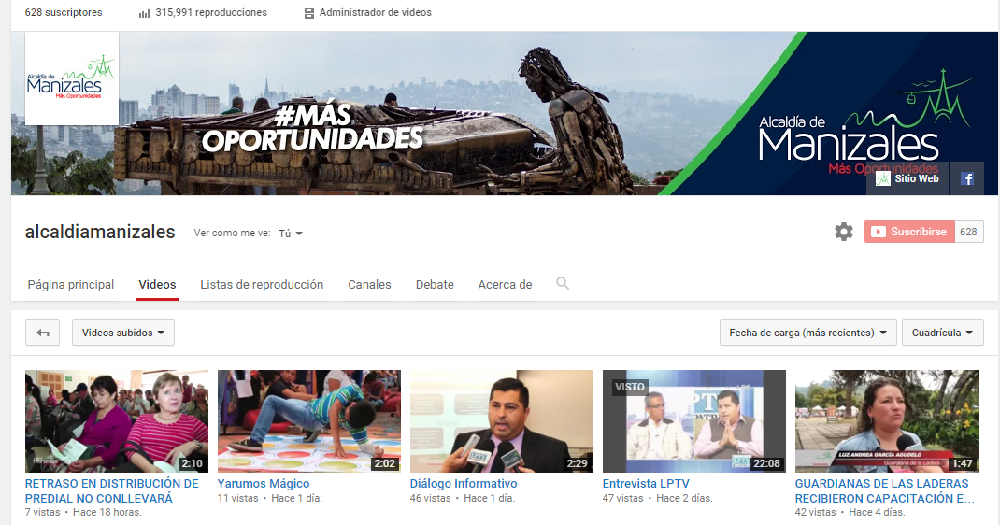 628 suscriptores
315,991 reproducciones
Administrador de videos
Alcaldía de
Manizales
Más Oportunidades
#MÁS
OPORTUNIDADES
Alcaldía de
Manizales
Más Oportunidades
Sitio Web
f
alcaldiamanizales
Ver como me ve: Tú
Suscribirse 628
Página principal Videos Listas de reproducción Canales Debate Acerca de
Videos subidos
Fecha de carga (más recientes)
Cuadrícula
2:10
2:02
LPTV
2:29
VISTO
LPTV
22:08
LUZ ANDREA GARCÍA AGUDELO
Guardiana de la Ladera
1:47
RETRASO EN DISTRIBUCIÓN DE
PREDIAL NO CONLLEVARÁ
7 vistas • Hace 18 horas.
Yarumos Mágico
11 vistas • Hace 1 día.
Diálogo Informativo
46 vistas • Hace 1 día.
Entrevista LPTV
47 vistas • Hace 2 días.
GUARDIANAS DE LAS LADERAS
RECIBIERON CAPACITACIÓN E...
42 vistas • Hace 4 días.